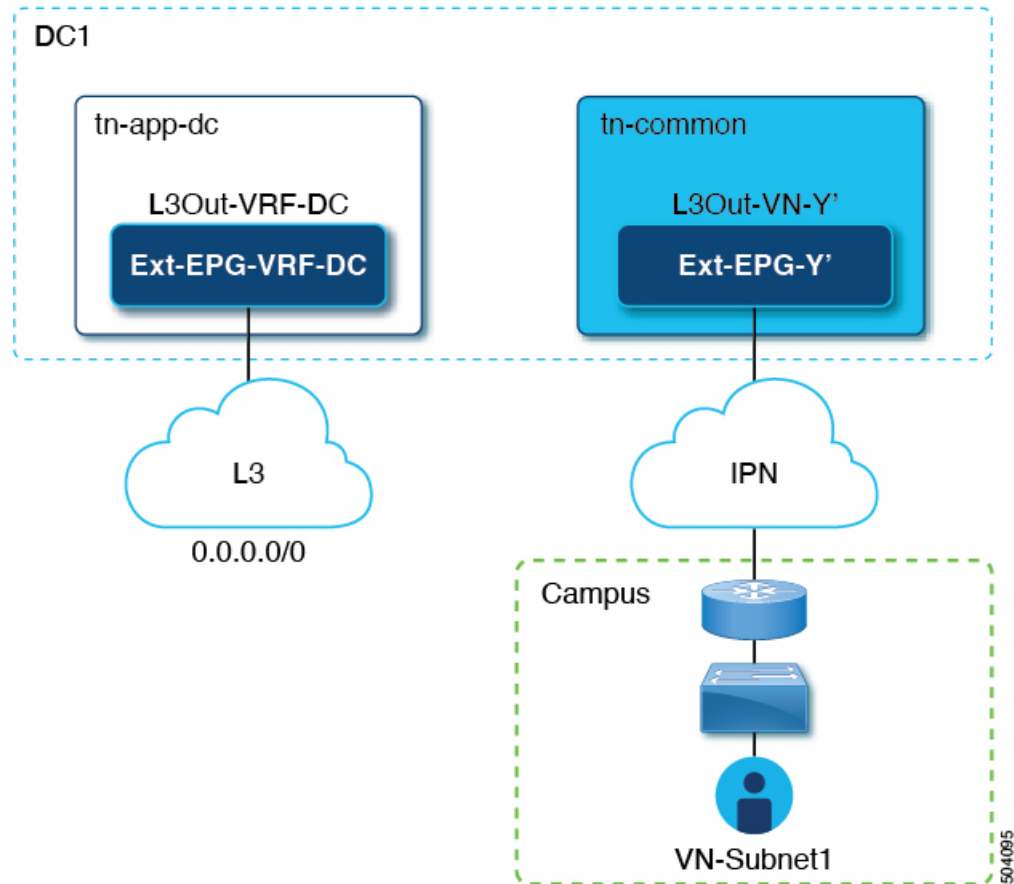 DC1
tn-app-dc
L3Out-VRF-DC
Ext-EPG-VRF-DC
tn-common
L3Out-VN-Y’
Ext-EPG-Y’
L3
0.0.0.0/0
IPN
Campus
VN-Subnet1
504095